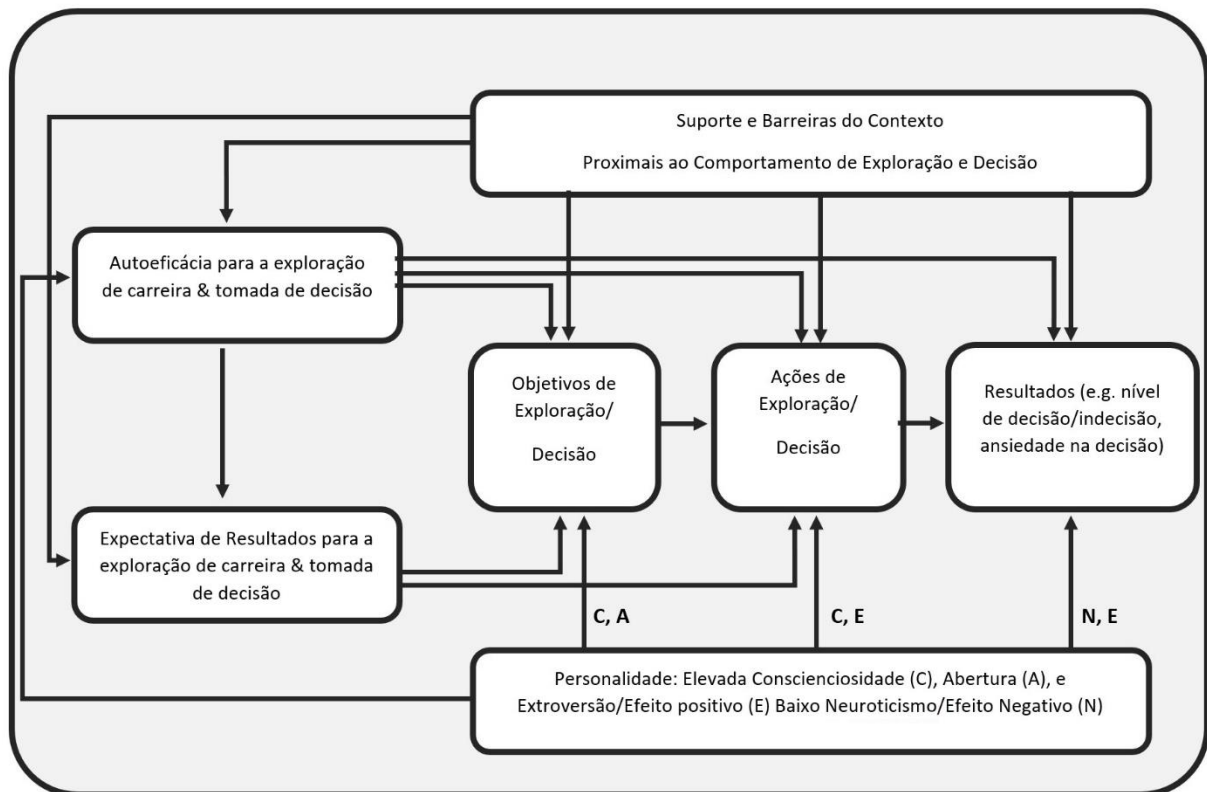 Suporte e Barreiras do Contexto
Proximais ao Comportamento de Exploração e Decisão
Autoeficácia para a exploração
de carreira & tomada de decisão
Objetivos de
Exploração/
Decisão
Ações de
Exploração/
Decisão
Resultados (e.g. nível
de decisão/indecisão,
ansiedade na decisão)
Expectativa de Resultados para a
exploração de carreira & tomada
de decisão
C, A
C, E
N, E
Personalidade: Elevada Conscienciosidade (C), Abertura (A), e
Extroversão/Efeito positivo (E) Baixo Neuroticismo/Efeito Negativo (N)